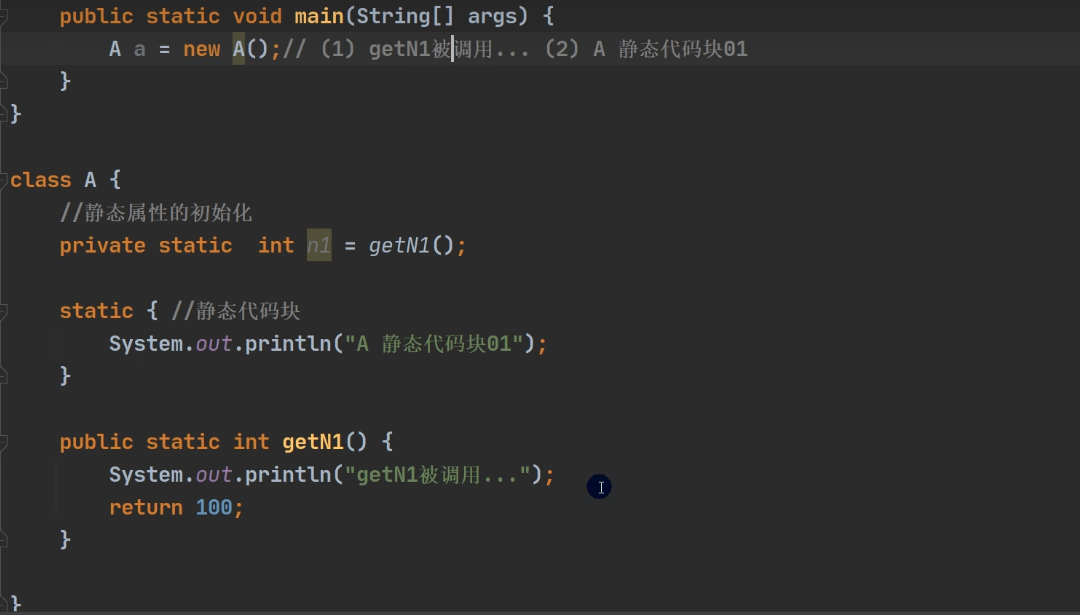 public static void main(String[] args) {
A a = new A();// (1) getN1被调用... (2) A 静态代码块01
}
}
class A {
//静态属性的初始化
private static  int n1 = getN1();
static { //静态代码块
System.out.println("A 静态代码块01");
}
public static int getN1() {
System.out.println("getN1被调用...");
return 100;
}
}